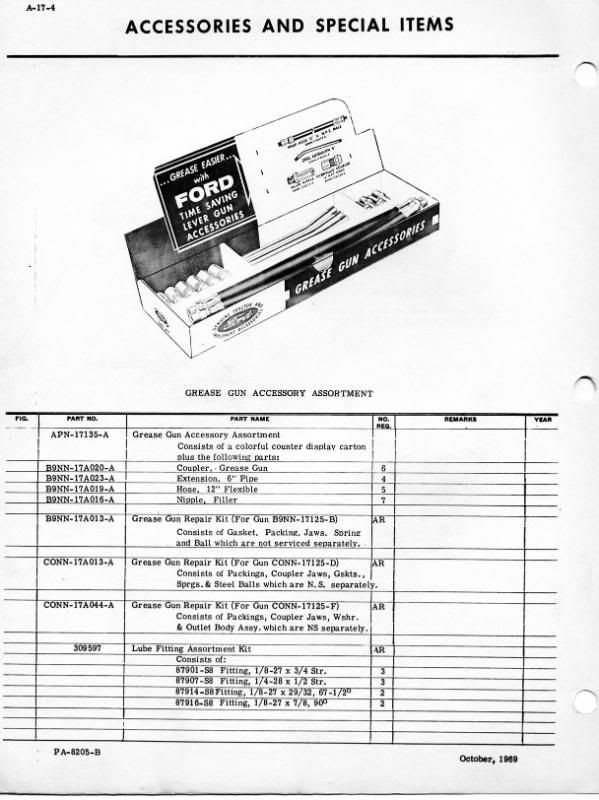 A-17-4
ACCESSORIES AND SPECIAL ITEMS
...GREASE EASIER...
with
FORD
TIME SAVING
LEVER GUN
ACCESSORIES
GREASE GUN ACCESSORIES
GENUINE TRACTOR AND
Ford
IMPLEMENT ACCESSORIES
GREASE GUN ACCESSORY ASSORTMENT
FIG. PART NO. PART NAME NO. REQ. REMARKS YEAR
APN-17135-A Grease Gun Accessory Assortment
Consists of a colorful counter display carton
plus the following parts:
B9NN-17A020-A Coupler, Grease Gun 6
B9NN-17A023-A Extension, 6" Pipe 4
B9NN-17A019-A Hose, 12" Flexible 5
B9NN-17A016-A Nipple, Filler 7
B9NN-17A013-A Grease Gun Repair Kit (For Gun B9NN-17125-B) AR
Consists of Gasket, Packing, Jaws, Spring
and Ball which are not serviced separately.
CONN-17A013-A Grease Gun Repair Kit (For Gun CONN-17125-D) AR
Consists of Packings, Coupler Jaws, Gskts.,
Sprgs. & Steel Balls which are N.S. separately.
CONN-17A044-A Grease Gun Repair Kit (For Gun CONN-17125-F) AR
Consists of Packings, Coupler Jaws, Wshr.
& Outlet Body Assy. which are NS separately.
309597 Lube Fitting Assortment Kit AR
Consists of:
87901-S8 Fitting, 1/8-27 x 3/4 Str. 3
87907-S8 Fitting, 1/4-28 x 1/2 Str. 3
87914-S8 Fitting, 1/8-27 x 29/32, 67-1/2° 2
87916-S8 Fitting, 1/8-27 x 7/8, 90° 2
PA-8205-B
October, 1969